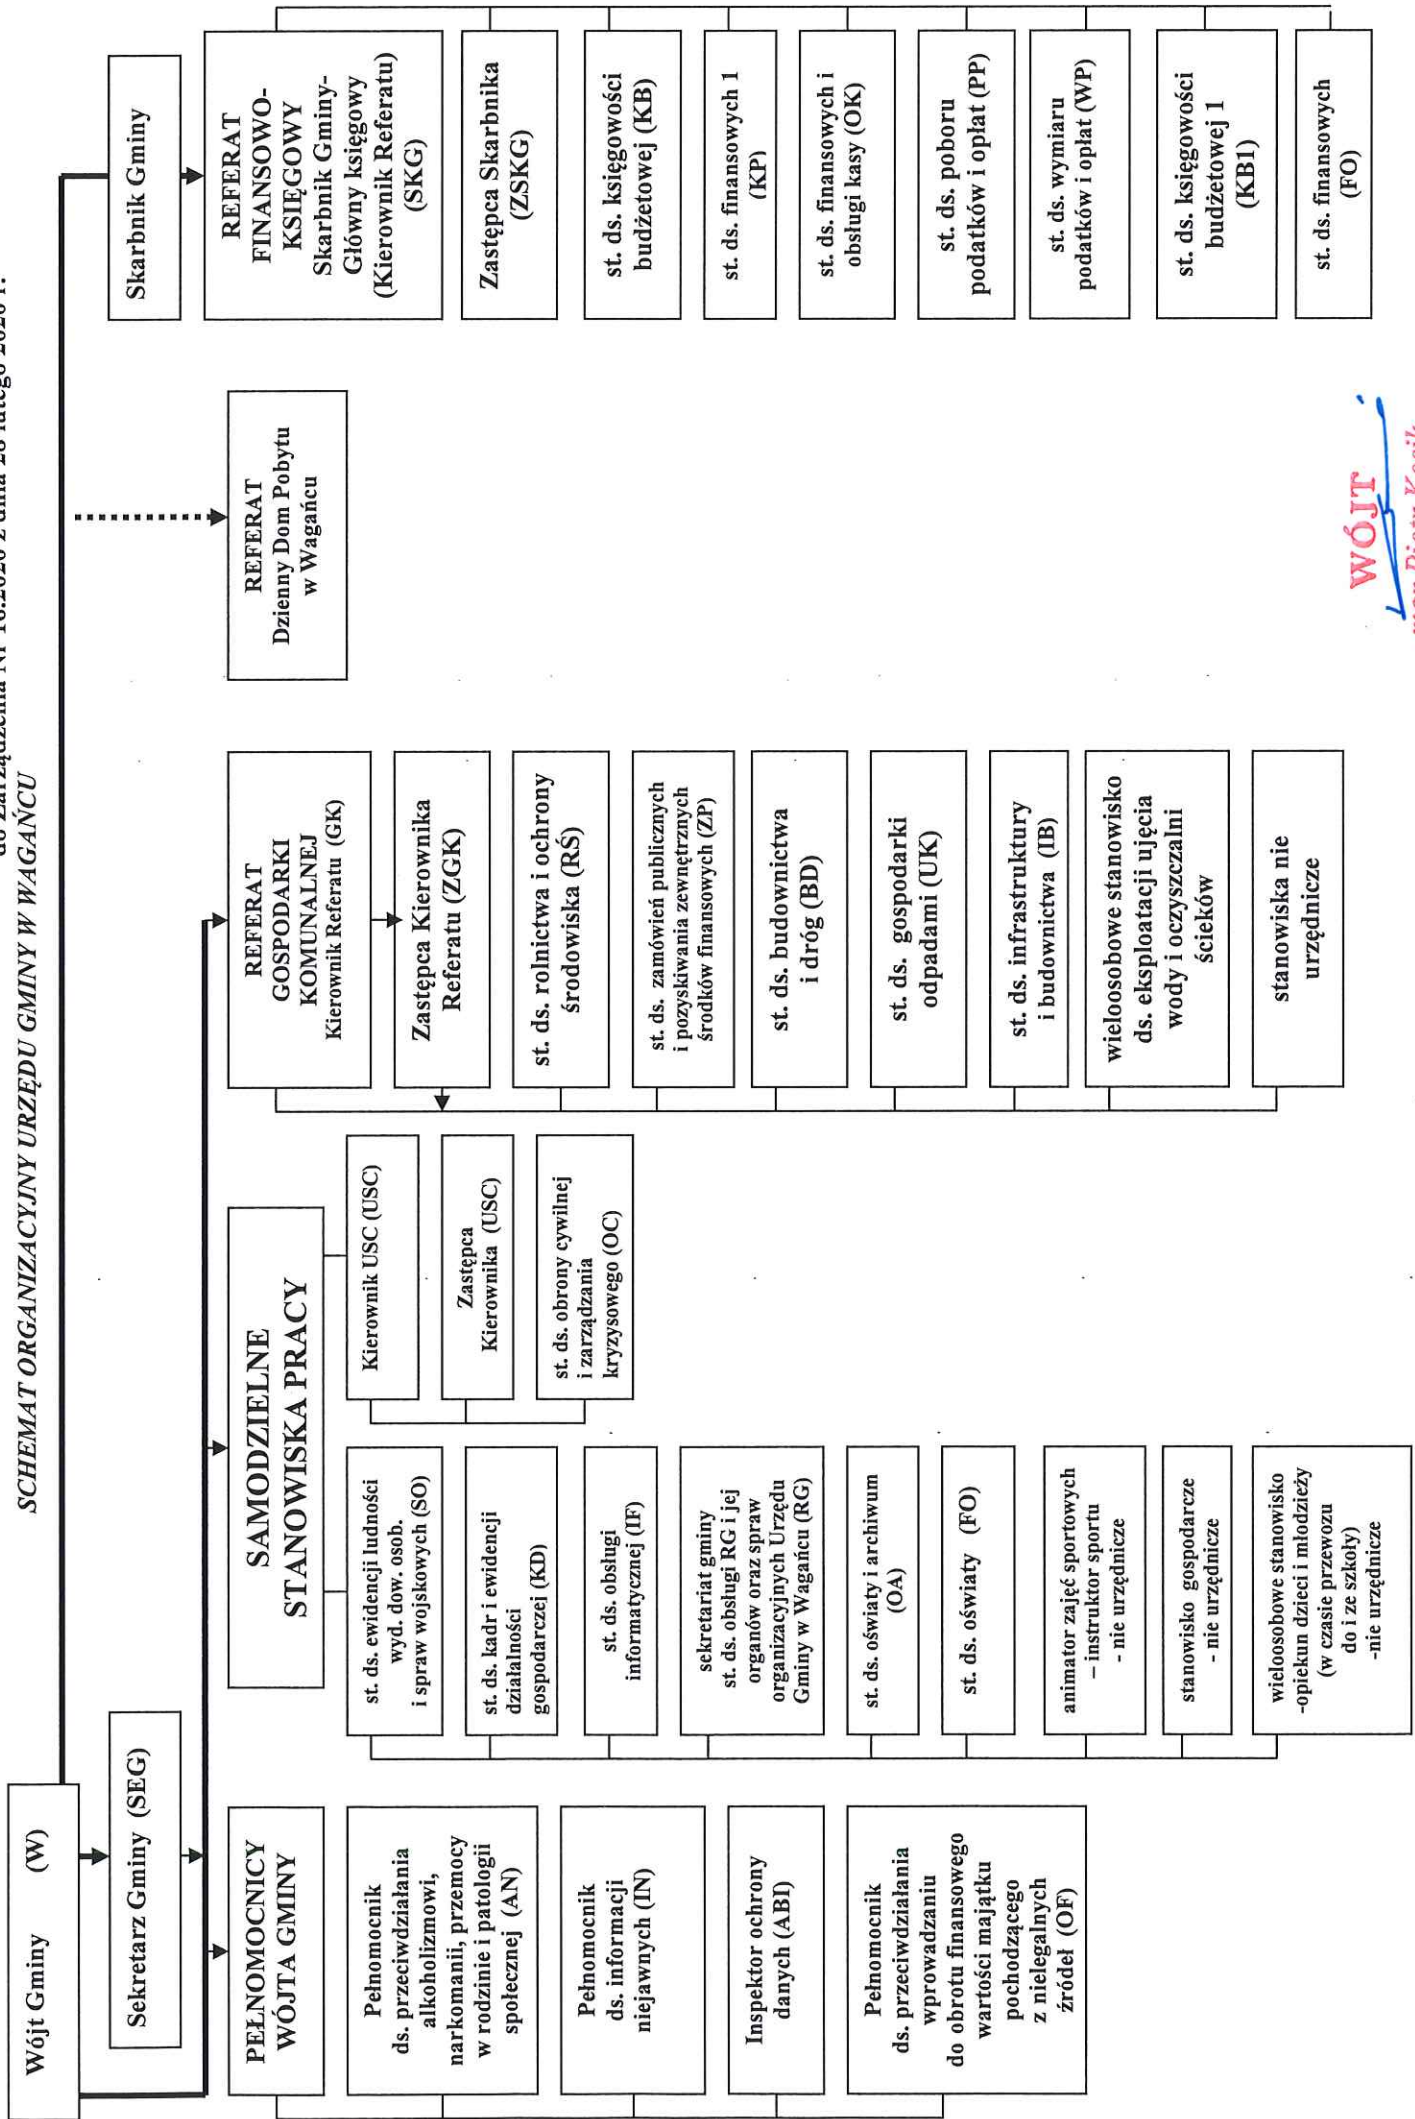 SCHEMAT ORGANIZACYJNY URZĘDU GMINY W WAGAŃCU
Wójt Gminy (W)
Sekretarz Gminy (SEG)
Skarbnik Gminy
PEŁNOMOCNICY
WÓJTA GMINY
Pełnomocnik
ds. przeciwdziałania
alkoholizmowi,
narkomanii, przemocy
w rodzinie i patologii
społecznej (AN)
Pełnomocnik
ds. informacji
niejawnych (IN)
Inspektor ochrony
danych (ABI)
Pełnomocnik
ds. przeciwdziałania
wprowadzaniu
do obrotu finansowego
wartości majątku
pochodzącego
z nielegalnych
źródeł (OF)
SAMODZIELNE
STANOWISKA PRACY
st. ds. ewidencji ludności
wyd. dow. osob.
i spraw wojskowych (SO)
st. ds. kadr i ewidencji
działalności
gospodarczej (KD)
st. ds. obsługi
informatycznej (IF)
sekretariat gminy
st. ds. obsługi RG i jej
organów oraz spraw
organizacyjnych Urzędu
Gminy w Wagańcu (RG)
st. ds. oświaty i archiwum
(OA)
st. ds. oświaty (FO)
animator zajęć sportowych
– instruktor sportu
- nie urzędnicze
stanowisko gospodarcze
- nie urzędnicze
wieloosobowe stanowisko
-opiekun dzieci i młodzieży
(w czasie przewozu
do i ze szkoły)
-nie urzędnicze
Kierownik USC (USC)
Zastępca
Kierownika (USC)
st. ds. obrony cywilnej
i zarządzania
kryzysowego (OC)
REFERAT
GOSPODARKI
KOMUNALNEJ
Kierownik Referatu (GK)
Zastępca Kierownika
Referatu (ZGK)
st. ds. rolnictwa i ochrony
środowiska (RŚ)
st. ds. zamówień publicznych
i pozyskiwania zewnętrznych
środków finansowych (ZP)
st. ds. budownictwa
i dróg (BD)
st. ds. gospodarki
odpadami (UK)
st. ds. infrastruktury
i budownictwa (IB)
wieloosobowe stanowisko
ds. eksploatacji ujęcia
wody i oczyszczalni
ścieków
stanowiska nie
urzędnicze
REFERAT
Dzienny Dom Pobytu
w Wagańcu
REFERAT
FINANSOWO-
KSIĘGOWY
Skarbnik Gminy-
Główny księgowy
(Kierownik Referatu)
(SKG)
Zastępca Skarbnika
(ZSKG)
st. ds. księgowości
budżetowej (KB)
st. ds. finansowych 1
(KP)
st. ds. finansowych i
obsługi kasy (OK)
st. ds. poboru
podatków i opłat (PP)
st. ds. wymiaru
podatków i opłat (WP)
st. ds. księgowości
budżetowej 1
(KB1)
st. ds. finansowych
(FO)
WÓJT